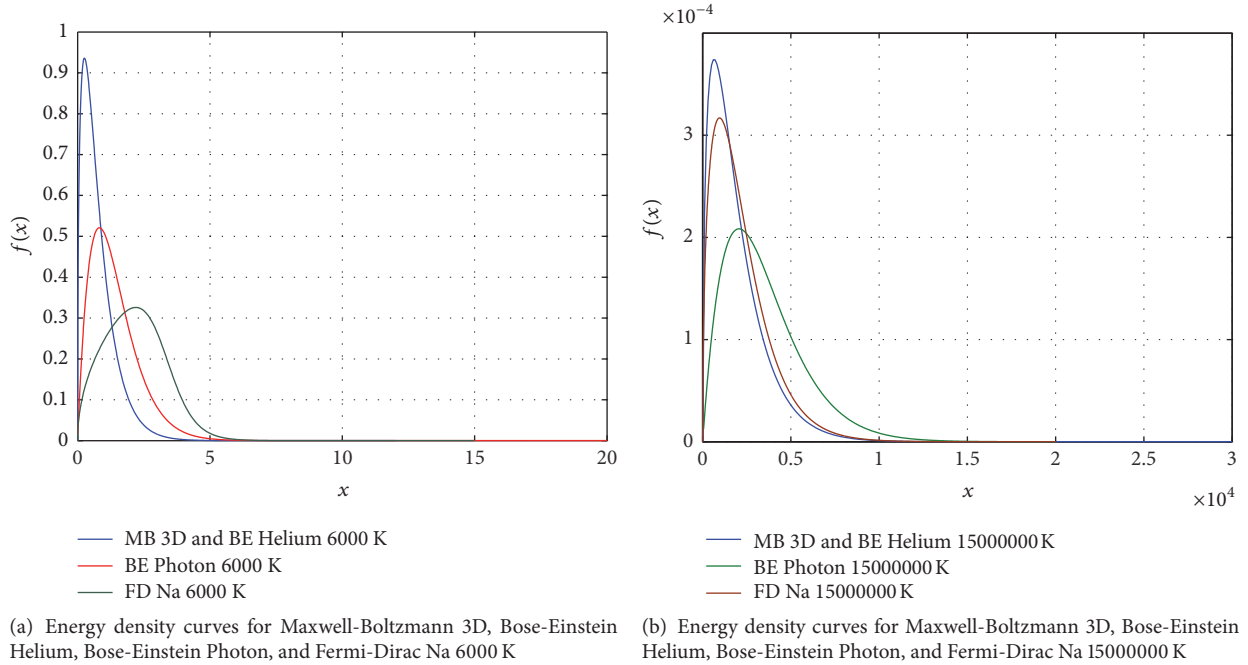 1
0.9
0.8
0.7
0.6
0.5
0.4
0.3
0.2
0.1
0
f(x)
0 5 10 15 20
x
MB 3D and BE Helium 6000 K
BE Photon 6000 K
FD Na 6000 K
(a) Energy density curves for Maxwell-Boltzmann 3D, Bose-Einstein
Helium, Bose-Einstein Photon, and Fermi-Dirac Na 6000 K
×10⁻⁴
4
3
2
1
0
f(x)
0 0.5 1 1.5 2 2.5 3
x
×10⁴
MB 3D and BE Helium 15000000 K
BE Photon 15000000 K
FD Na 15000000 K
(b) Energy density curves for Maxwell-Boltzmann 3D, Bose-Einstein
Helium, Bose-Einstein Photon, and Fermi-Dirac Na 15000000 K